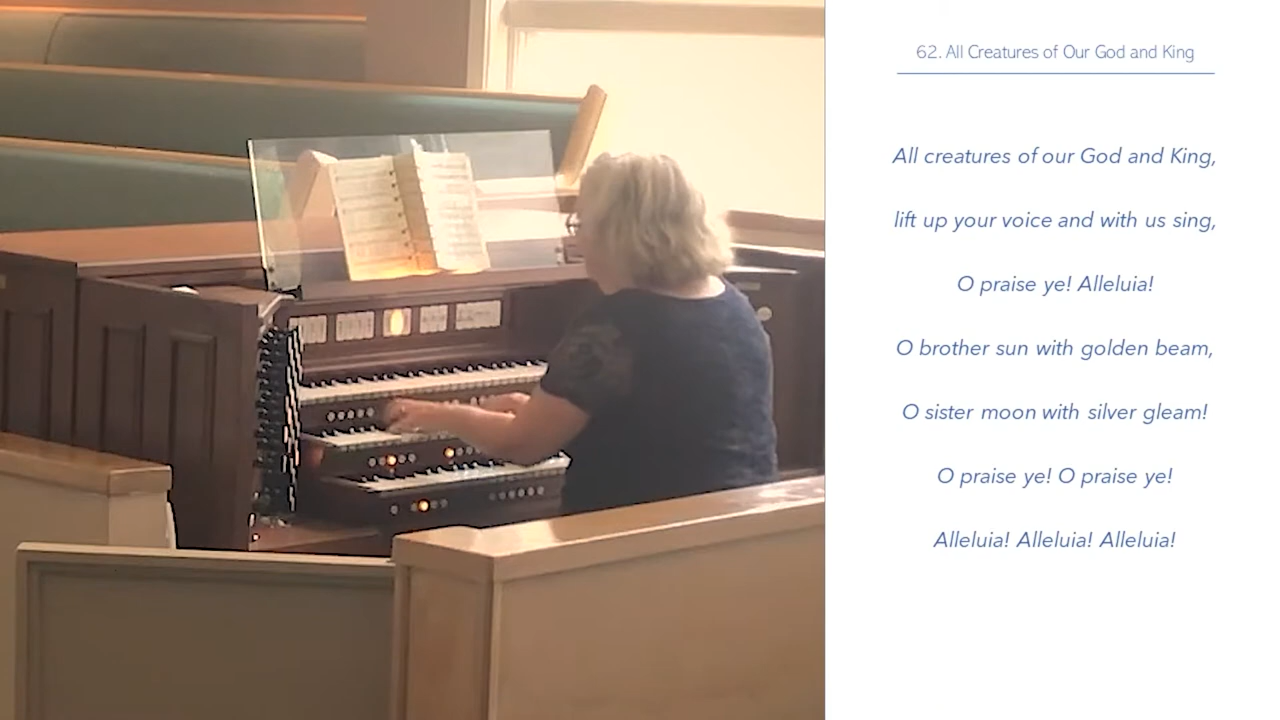 62. All Creatures of Our God and King
All creatures of our God and King,
lift up your voice and with us sing,
O praise ye! Alleluia!
O brother sun with golden beam,
O sister moon with silver gleam!
O praise ye! O praise ye!
Alleluia! Alleluia! Alleluia!